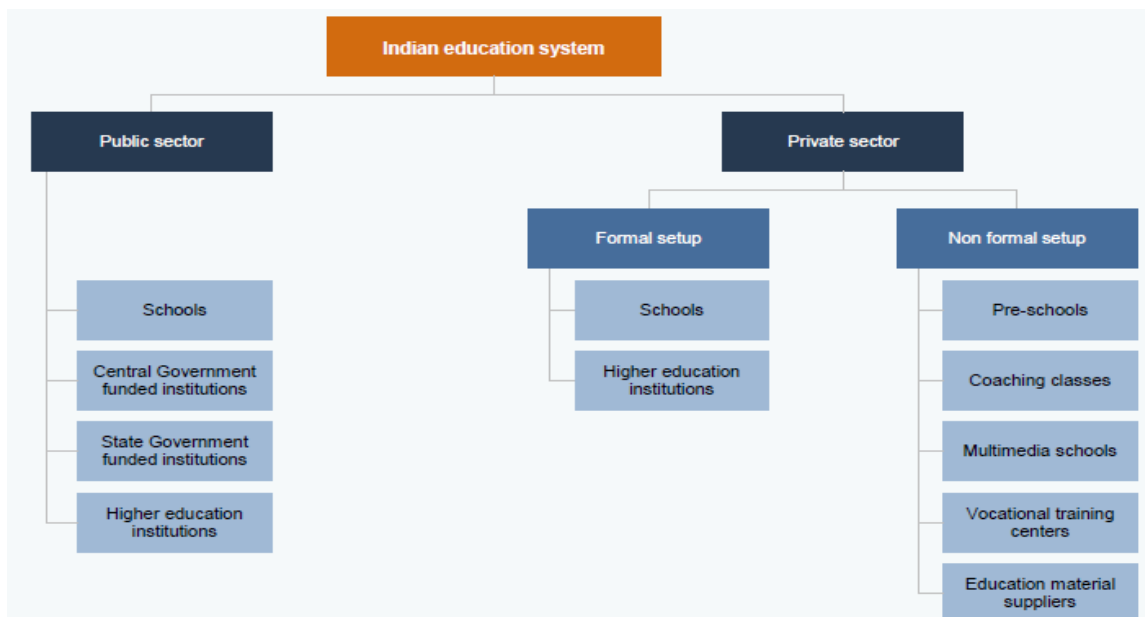 Indian education system
Public sector
Private sector
Formal setup
Non formal setup
Schools
Central Government
funded institutions
State Government
funded institutions
Higher education
institutions
Schools
Higher education
institutions
Pre-schools
Coaching classes
Multimedia schools
Vocational training
centers
Education material
suppliers